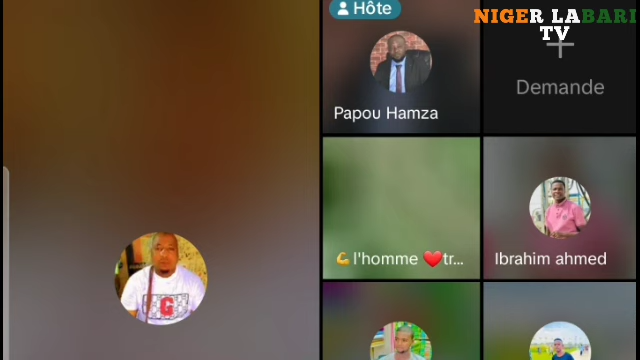 Hôte
NIGER LABARI
TV
Demande
Papou Hamza
💪l'homme ❤️tr...
Ibrahim ahmed
G